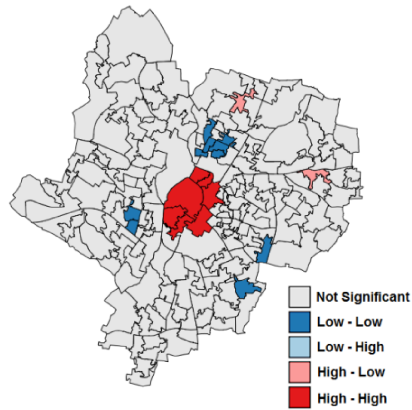 Not Significant
Low - Low
Low - High
High - Low
High - High